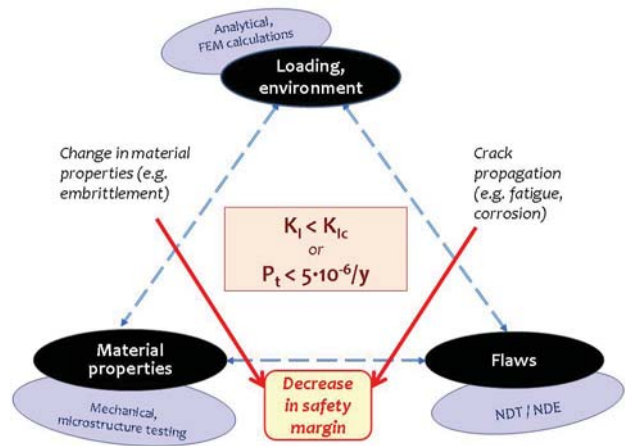 Analytical,
FEM calculations
Loading,
environment
Change in material
properties (e.g.
embrittlement)
Crack
propagation
(e.g. fatigue,
corrosion)
K_I < K_Ic
or
P_t < 5·10⁻⁶/y
Material
properties
Mechanical,
microstructure testing
Decrease
in safety
margin
Flaws
NDT / NDE